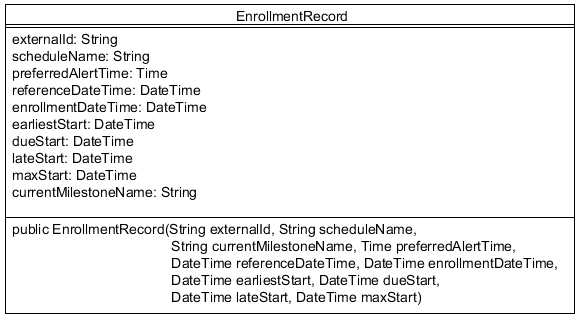 EnrollmentRecord
externalId: String
scheduleName: String
preferredAlertTime: Time
referenceDateTime: DateTime
enrollmentDateTime: DateTime
earliestStart: DateTime
dueStart: DateTime
lateStart: DateTime
maxStart: DateTime
currentMilestoneName: String
public EnrollmentRecord(String externalId, String scheduleName,
String currentMilestoneName, Time preferredAlertTime,
DateTime referenceDateTime, DateTime enrollmentDateTime,
DateTime earliestStart, DateTime dueStart,
DateTime lateStart, DateTime maxStart)